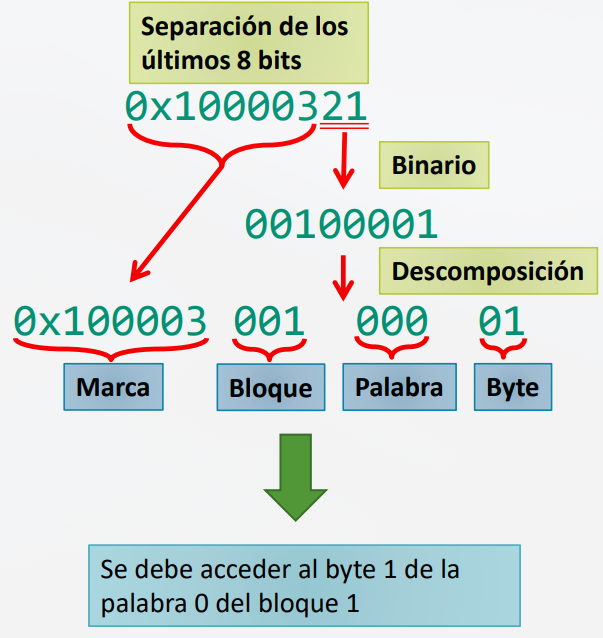 Separación de los
últimos 8 bits
0x10000321
Binario
00100001
Descomposición
0x100003 001 000 01
Marca Bloque Palabra Byte
Se debe acceder al byte 1 de la
palabra 0 del bloque 1